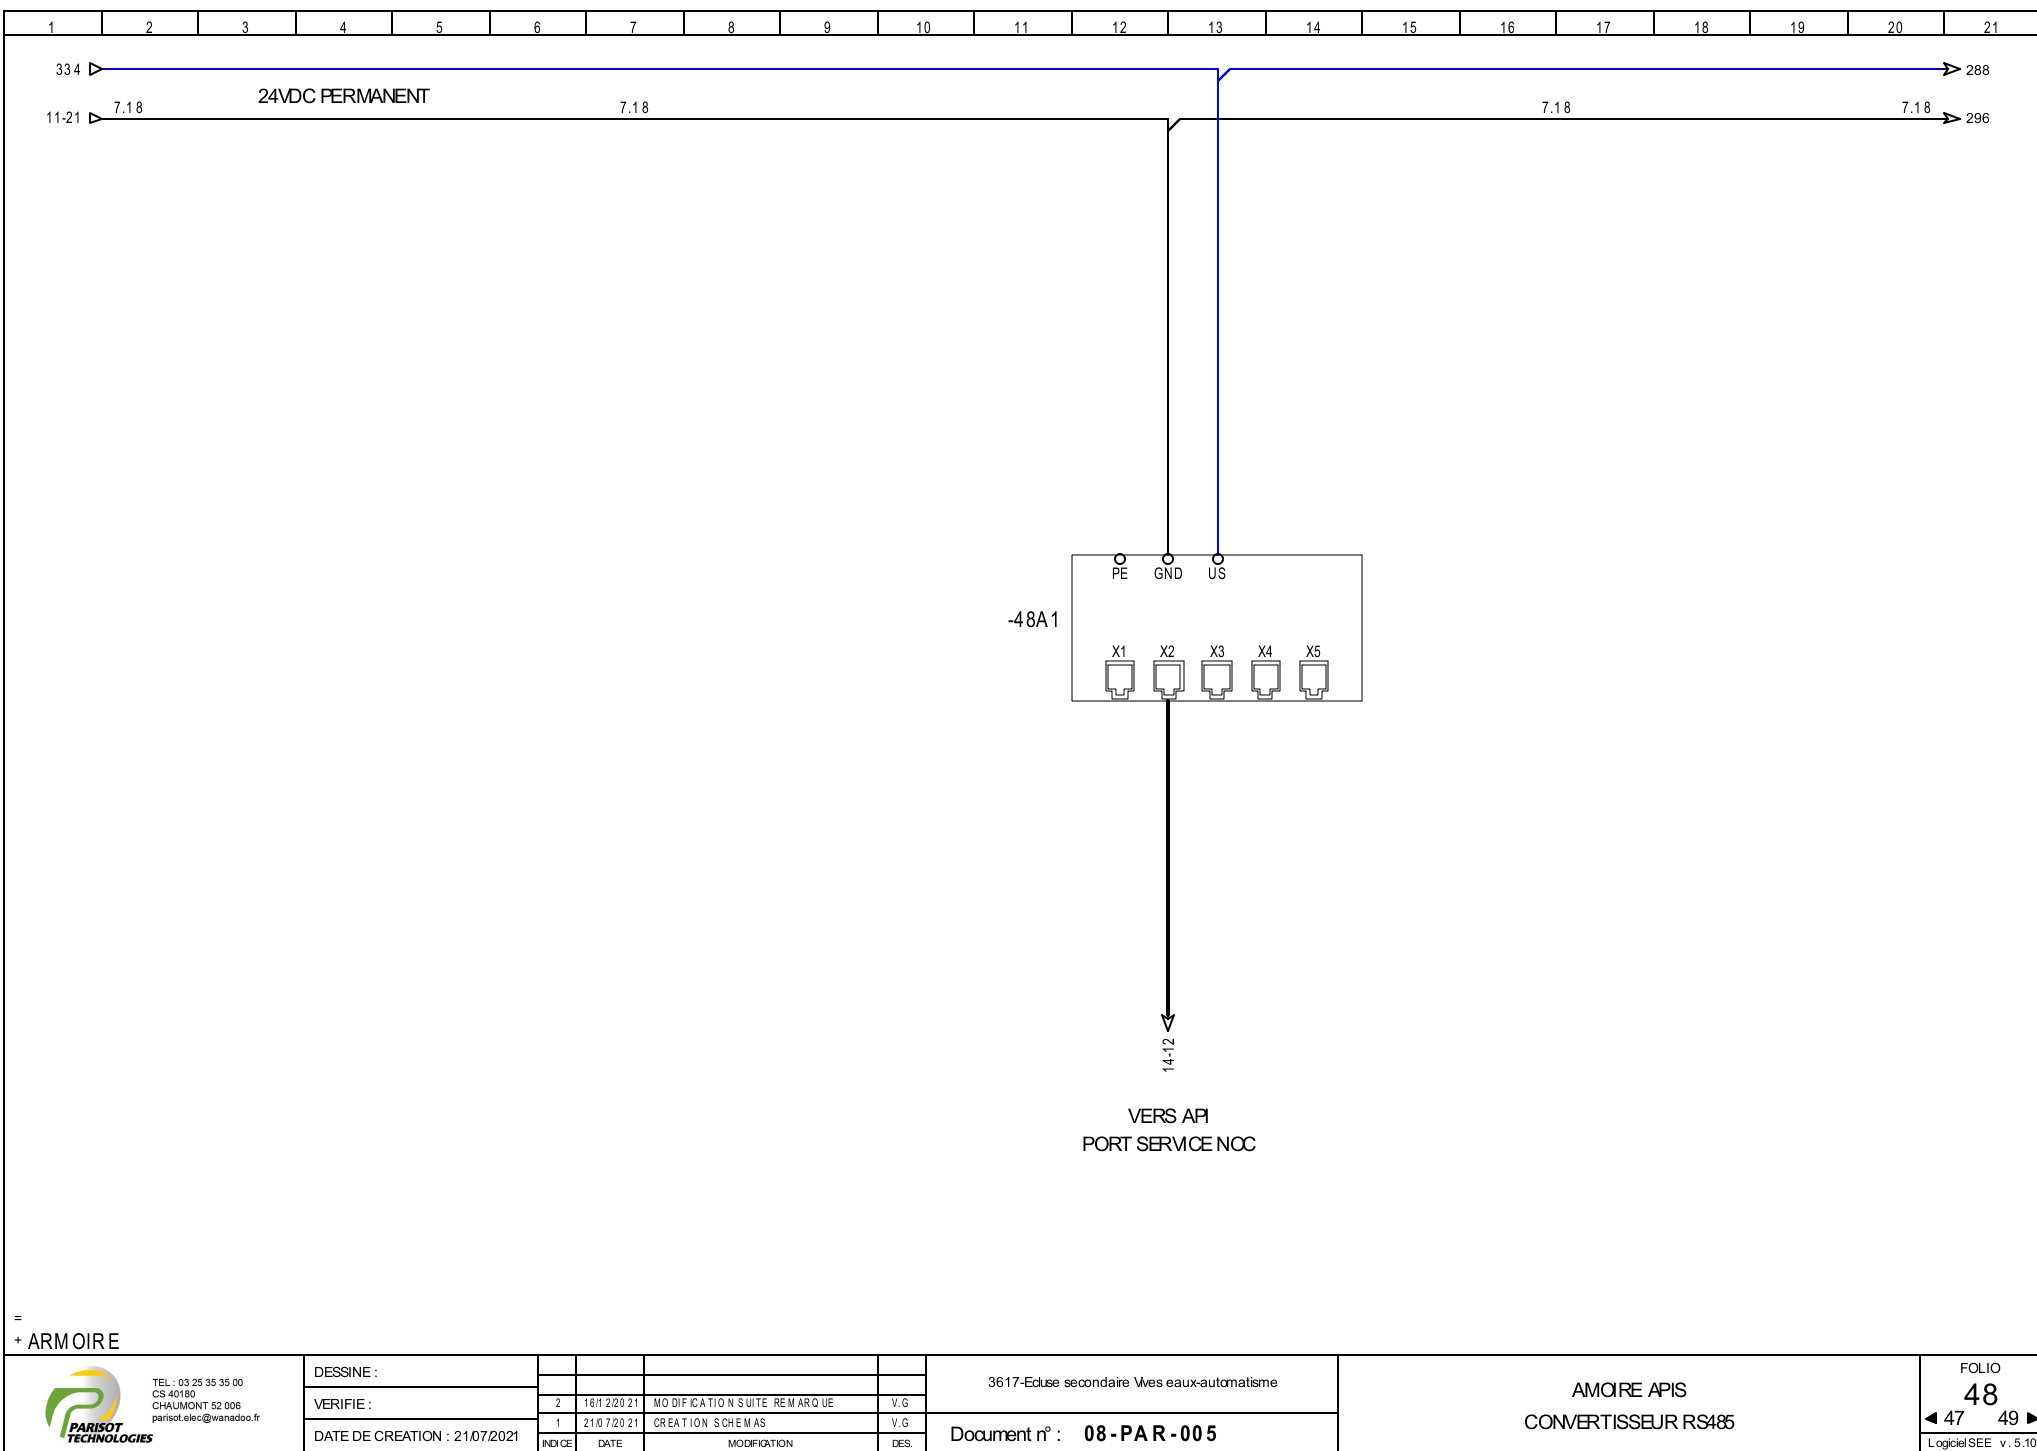 1 2 3 4 5 6 7 8 9 10 11 12 13 14 15 16 17 18 19 20 21
334 288
24VDC PERMANENT
11-21 7.18 7.18 7.18 7.18 296
PE GND US
-48A1
X1 X2 X3 X4 X5
14-12
VERS API
PORT SERVICE NOC
=
+ ARMOIRE
PARISOT
TECHNOLOGIES
TEL : 03 25 35 35 00
CS 40180
CHAUMONT 52 006
parisot.elec@wanadoo.fr
DESSINE :
VERIFIE :
DATE DE CREATION : 21/07/2021
2 16/12/2021 MODIFICATION SUITE REMARQUE V.G
1 21/07/2021 CREATION SCHEMAS V.G
INDICE DATE MODIFICATION DES.
3617-Ecluse secondaire Vives eaux-automatisme
Document n° : 08-PAR-005
AMOIRE APIS
CONVERTISSEUR RS485
FOLIO
48
47 49
Logiciel SEE v. 5.10